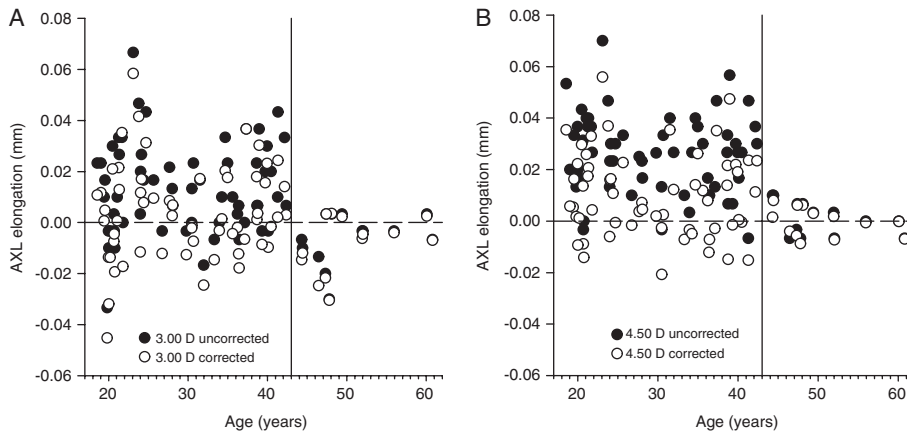 A
0.08
0.06
0.04
0.02
0.00
-0.02
-0.04
-0.06
AXL elongation (mm)
3.00 D uncorrected
3.00 D corrected
20 30 40 50 60
Age (years)
B
0.08
0.06
0.04
0.02
0.00
0.02
0.04
0.06
AXL elongation (mm)
4.50 D uncorrected
4.50 D corrected
20 30 40 50 60
Age (years)